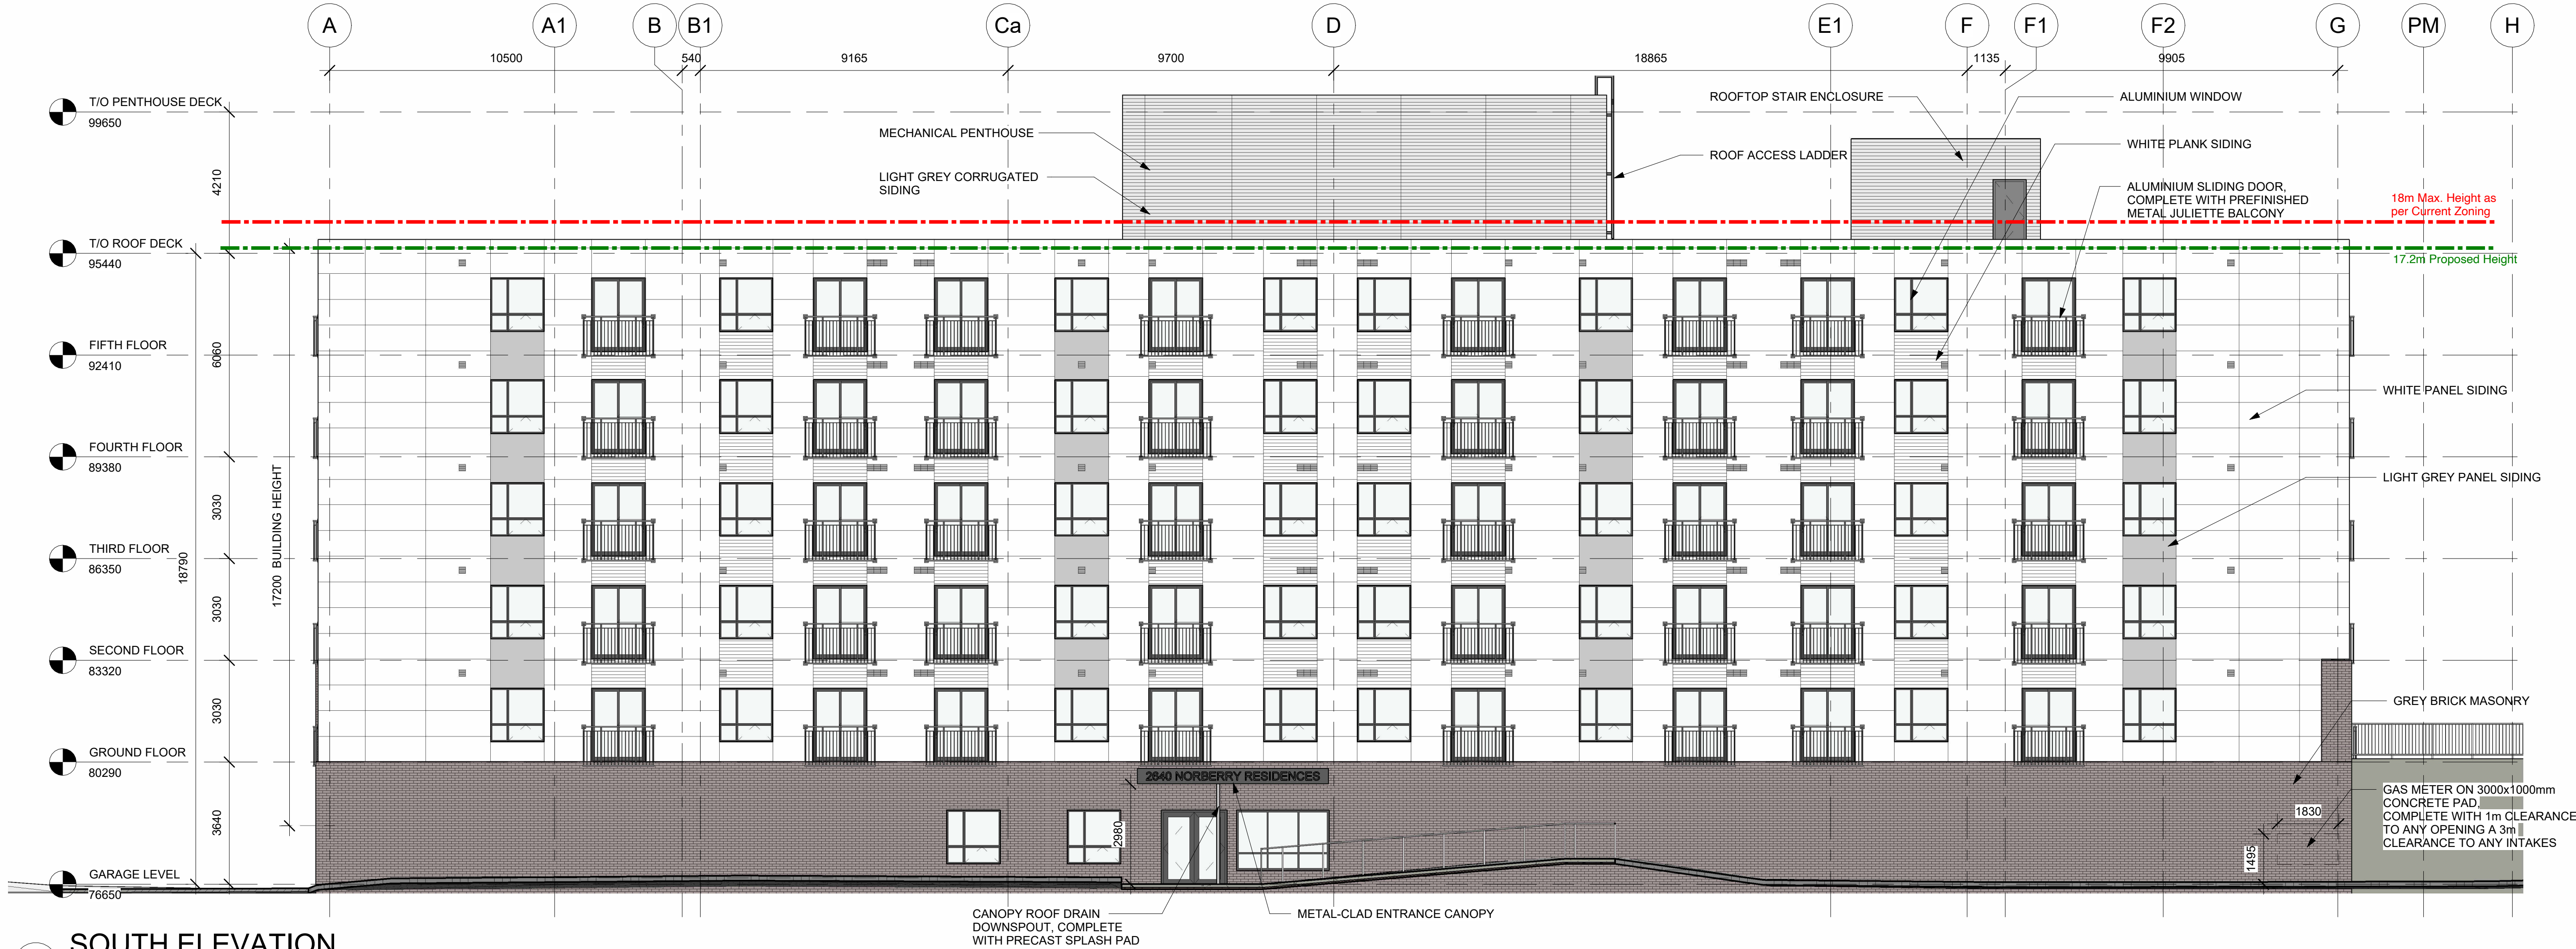 A
A1
B
B1
Ca
D
E1
F
F1
F2
G
PM
H
10500
540
9165
9700
18865
1135
9905
T/O PENTHOUSE DECK
99650
4210
MECHANICAL PENTHOUSE
LIGHT GREY CORRUGATED
SIDING
ROOFTOP STAIR ENCLOSURE
ROOF ACCESS LADDER
ALUMINIUM WINDOW
WHITE PLANK SIDING
ALUMINIUM SLIDING DOOR,
COMPLETE WITH PREFINISHED
METAL JULIETTE BALCONY
18m Max. Height as
per Current Zoning
17.2m Proposed Height
T/O ROOF DECK
95440
6060
FIFTH FLOOR
92410
WHITE PANEL SIDING
FOURTH FLOOR
89380
LIGHT GREY PANEL SIDING
3030
17200 BUILDING HEIGHT
THIRD FLOOR
86350
18790
3030
SECOND FLOOR
83320
3030
GREY BRICK MASONRY
GROUND FLOOR
80290
2640 NORBERRY RESIDENCES
GAS METER ON 3000x1000mm
CONCRETE PAD,
COMPLETE WITH 1m CLEARANCE
TO ANY OPENING A 3m
CLEARANCE TO ANY INTAKES
1830
1495
3640
2980
GARAGE LEVEL
76650
CANOPY ROOF DRAIN
DOWNSPOUT, COMPLETE
WITH PRECAST SPLASH PAD
METAL-CLAD ENTRANCE CANOPY
SOUTH ELEVATION